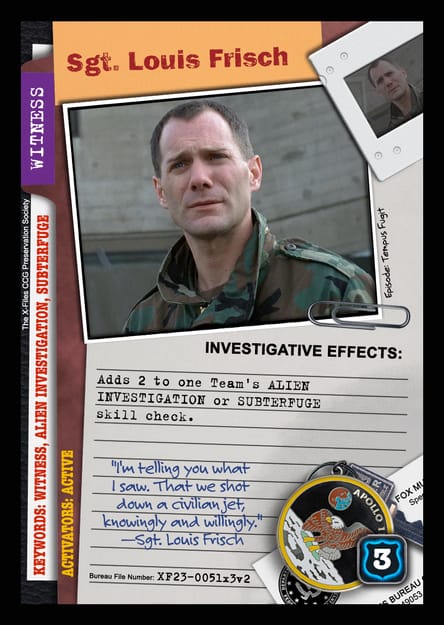 Sgt. Louis Frisch
WITNESS
The X-Files CCG Preservation Society
KEYWORDS: WITNESS, ALIEN INVESTIGATION, SUBTERFUGE
ACTIVATORS: ACTIVE
Episode: Tempus Fugit
INVESTIGATIVE EFFECTS:
Adds 2 to one Team's ALIEN
INVESTIGATION or SUBTERFUGE
skill check.
"I'm telling you what
I saw. That we shot
down a civilian jet,
knowingly and willingly."
—Sgt. Louis Frisch
APOLLO
FOX MU
Spe
3
BUREAU
49053
Bureau File Number: XF23-0051x3v2